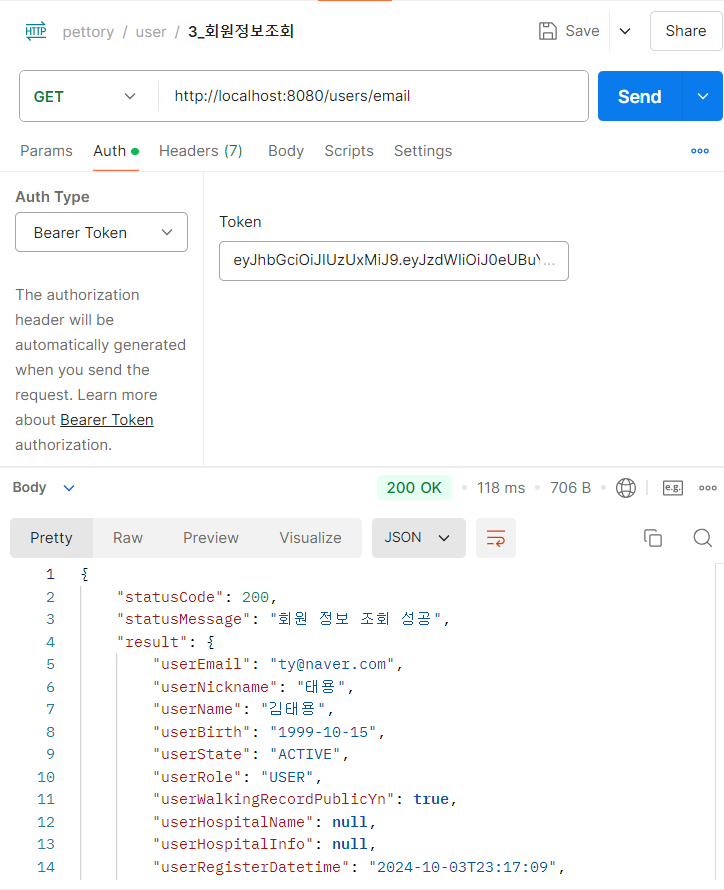 HTTP pettory / user / 3_회원정보조회 Save Share
GET http://localhost:8080/users/email Send
Params Auth Headers (7) Body Scripts Settings
Auth Type
Bearer Token
Token
eyJhbGciOiJIUzUxMiJ9.eyJzdWIiOiJ0eUBuY...
The authorization
header will be
automatically generated
when you send the
request. Learn more
about Bearer Token
authorization.
Body 200 OK 118 ms 706 B e.g.
Pretty Raw Preview Visualize JSON
1 {
2 "statusCode": 200,
3 "statusMessage": "회원 정보 조회 성공",
4 "result": {
5 "userEmail": "ty@naver.com",
6 "userNickname": "태용",
7 "userName": "김태용",
8 "userBirth": "1999-10-15",
9 "userState": "ACTIVE",
10 "userRole": "USER",
11 "userWalkingRecordPublicYn": true,
12 "userHospitalName": null,
13 "userHospitalInfo": null,
14 "userRegisterDatetime": "2024-10-03T23:17:09",